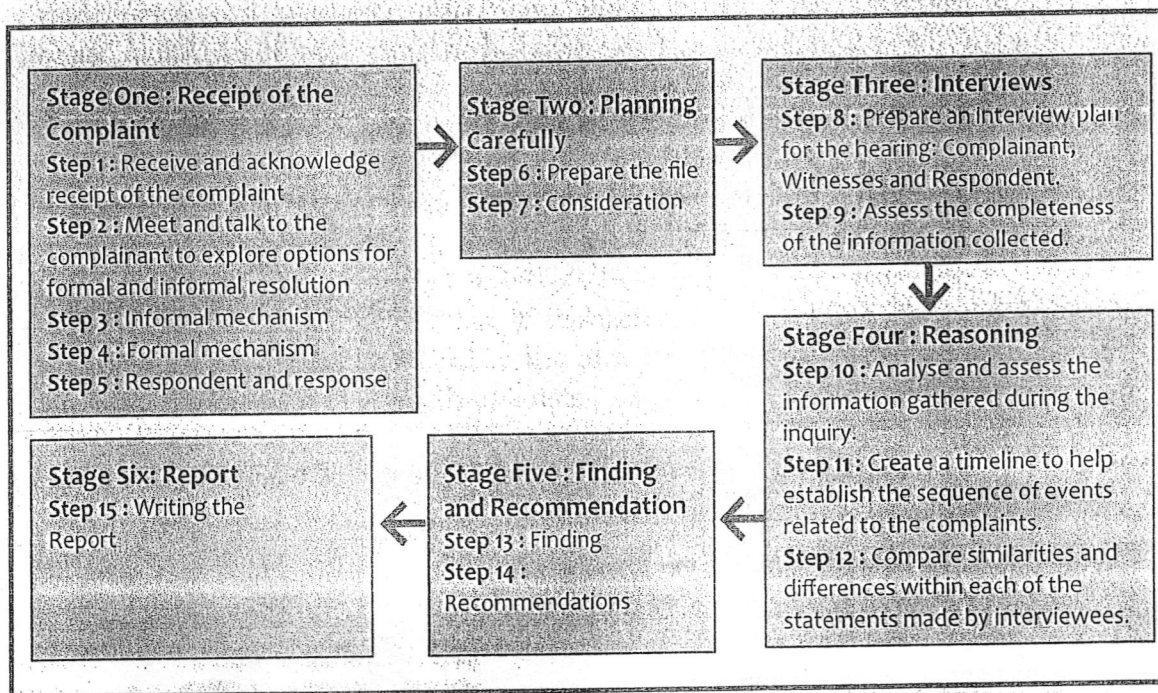 Stage One : Receipt of the
Complaint
Step 1 : Receive and acknowledge
receipt of the complaint
Step 2 : Meet and talk to the
complainant to explore options for
formal and informal resolution
Step 3 : Informal mechanism
Step 4 : Formal mechanism
Step 5 : Respondent and response
Stage Two : Planning
Carefully
Step 6 : Prepare the file
Step 7 : Consideration
Stage Three : Interviews
Step 8 : Prepare an Interview plan
for the hearing: Complainant,
Witnesses and Respondent.
Step 9 : Assess the completeness
of the information collected.
Stage Four : Reasoning
Step 10 : Analyse and assess the
information gathered during the
inquiry.
Step 11 : Create a timeline to help
establish the sequence of events
related to the complaints.
Step 12 : Compare similarities and
differences within each of the
statements made by interviewees.
Stage Five : Finding
and Recommendation
Step 13 : Finding
Step 14 :
Recommendations
Stage Six: Report
Step 15 : Writing the
Report